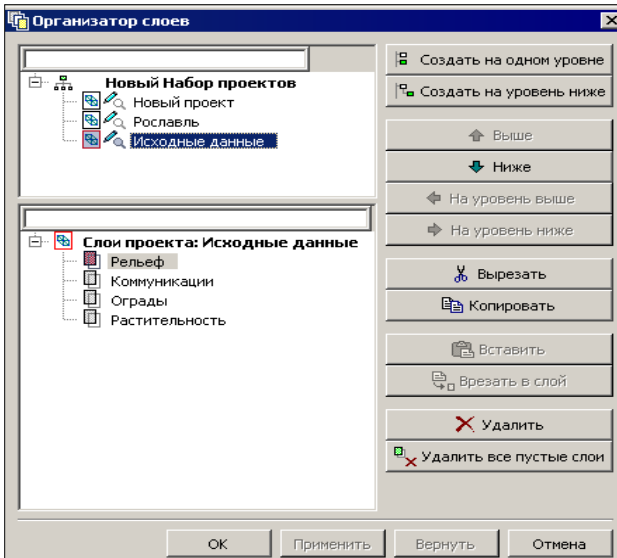 Организатор слоев
Новый Набор проектов
Новый проект
Рославль
Исходные данные
Слои проекта: Исходные данные
Рельеф
Коммуникации
Ограды
Растительность
Создать на одном уровне
Создать на уровень ниже
Выше
Ниже
На уровень выше
На уровень ниже
Вырезать
Копировать
Вставить
Врезать в слой
Удалить
Удалить все пустые слои
OK
Применить
Вернуть
Отмена